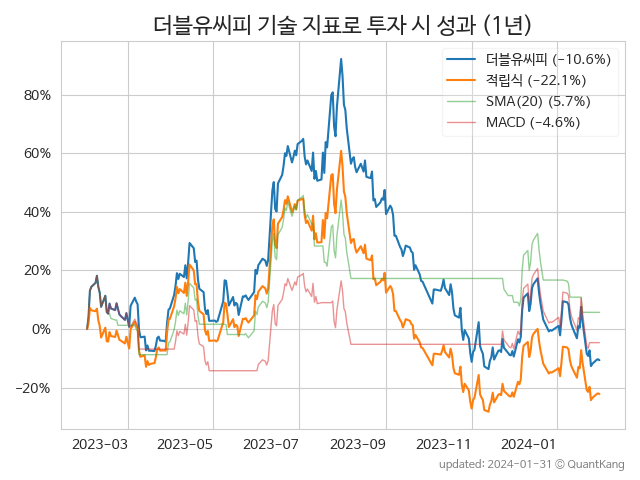 더블유씨피 기술 지표로 투자 시 성과 (1년)
더블유씨피 (−10.6%)
적립식 (−22.1%)
SMA(20) (5.7%)
MACD (−4.6%)
80%
60%
40%
20%
0%
−20%
2023-03 2023-05 2023-07 2023-09 2023-11 2024-01
updated: 2024-01-31 © QuantKang